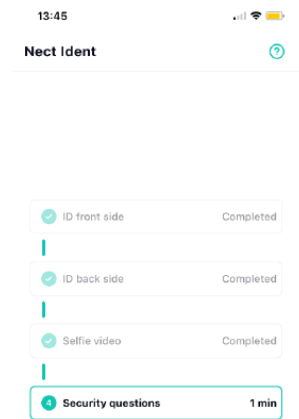 13:45
Nect Ident
?
ID front side Completed
ID back side Completed
Selfie video Completed
4 Security questions 1 min